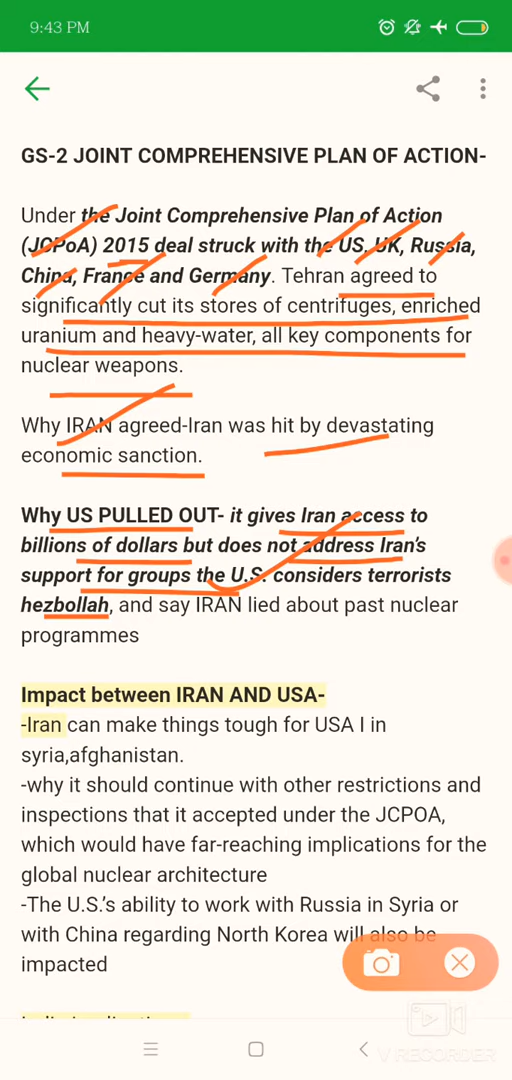 9:43 PM
GS-2 JOINT COMPREHENSIVE PLAN OF ACTION-
Under the Joint Comprehensive Plan of Action
(JCPoA) 2015 deal struck with the US, UK, Russia,
China, France and Germany. Tehran agreed to
significantly cut its stores of centrifuges, enriched
uranium and heavy-water, all key components for
nuclear weapons.
Why IRAN agreed-Iran was hit by devastating
economic sanction.
Why US PULLED OUT- it gives Iran access to
billions of dollars but does not address Iran's
support for groups the U.S. considers terrorists
hezbollah, and say IRAN lied about past nuclear
programmes
Impact between IRAN AND USA-
-Iran can make things tough for USA I in
syria,afghanistan.
-why it should continue with other restrictions and
inspections that it accepted under the JCPOA,
which would have far-reaching implications for the
global nuclear architecture
-The U.S.'s ability to work with Russia in Syria or
with China regarding North Korea will also be
impacted
V RECORDER